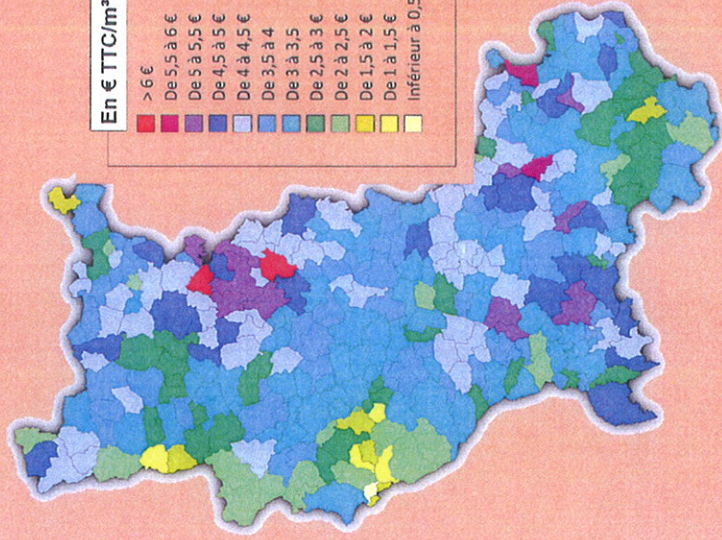 En € TTC/m³
> 6 €
De 5,5 à 6 €
De 5 à 5,5 €
De 4,5 à 5 €
De 4 à 4,5 €
De 3,5 à 4
De 3 à 3,5
De 2,5 à 3 €
De 2 à 2,5 €
De 1,5 à 2 €
De 1 à 1,5 €
Inférieur à 0,5